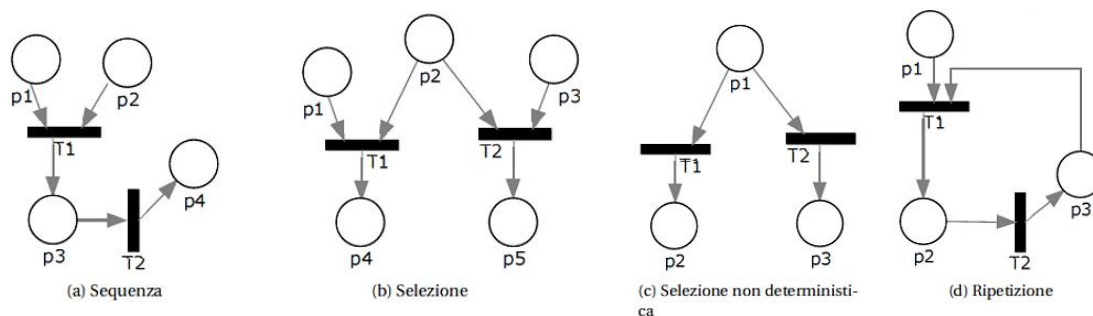 p1
p2
T1
p3
T2
p4
(a) Sequenza
p1
p2
p3
T1
T2
p4
p5
(b) Selezione
p1
T1
T2
p2
p3
(c) Selezione non deterministi-
ca
p1
T1
p2
T2
p3
(d) Ripetizione